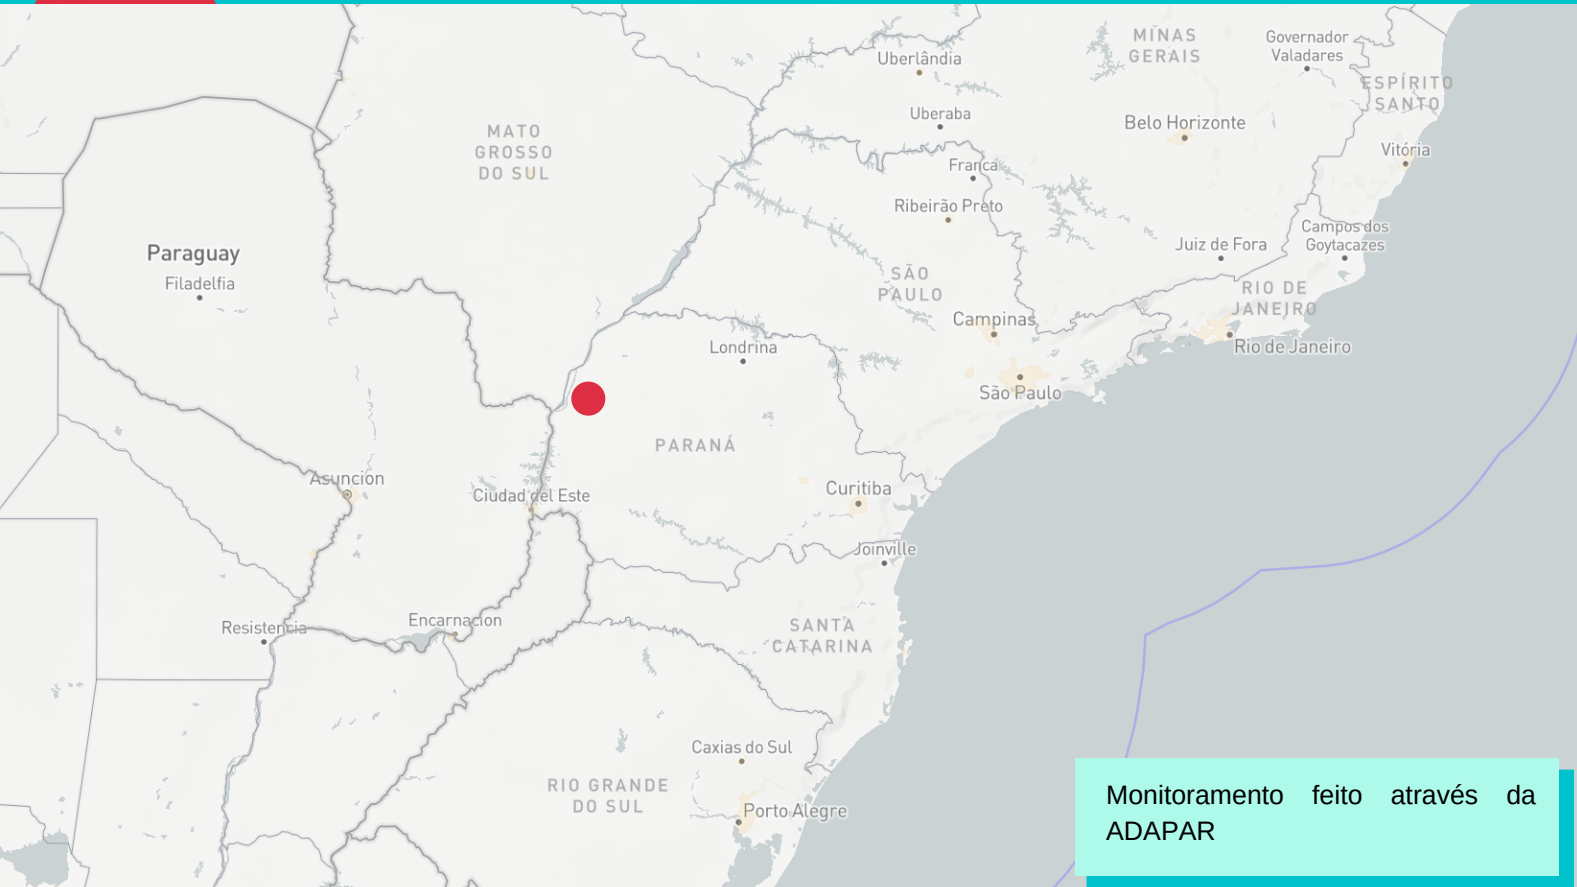 MINAS
GERAIS
Governador
Valadares
Uberlândia
ESPÍRITO
SANTO
Uberaba
Belo Horizonte
MATO
GROSSO
DO SUL
Vitória
Franca
Ribeirão Preto
Campos dos
Goytacazes
Juiz de Fora
Paraguay
Filadelfia
SÃO
PAULO
RIO DE
JANEIRO
Campinas
Londrina
Rio de Janeiro
São Paulo
PARANÁ
Asuncion
Ciudad del Este
Curitiba
Joinville
Encarnacion
Resistencia
SANTA
CATARINA
Caxias do Sul
RIO GRANDE
DO SUL
Porto Alegre
Monitoramento feito através da
ADAPAR